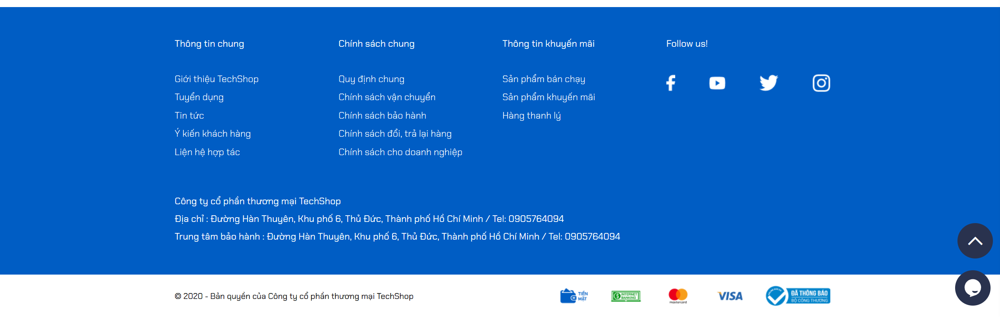 Thông tin chung
Giới thiệu TechShop
Tuyển dụng
Tin tức
Ý kiến khách hàng
Liện hệ hợp tác
Chính sách chung
Quy định chung
Chính sách vận chuyển
Chính sách bảo hành
Chính sách đổi, trả lại hàng
Chính sách cho doanh nghiệp
Thông tin khuyến mãi
Sản phẩm bán chạy
Sản phẩm khuyến mãi
Hàng thanh lý
Follow us!
Công ty cổ phần thương mại TechShop
Địa chỉ : Đường Hàn Thuyên, Khu phố 6, Thủ Đức, Thành phố Hồ Chí Minh / Tel: 0905764094
Trung tâm bảo hành : Đường Hàn Thuyên, Khu phố 6, Thủ Đức, Thành phố Hồ Chí Minh / Tel: 0905764094
© 2020 - Bản quyền của Công ty cổ phần thương mại TechShop
TIỀN
MẶT
INTERNET
BANKING
mastercard
VISA
ĐÃ THÔNG BÁO
BỘ CÔNG THƯƠNG